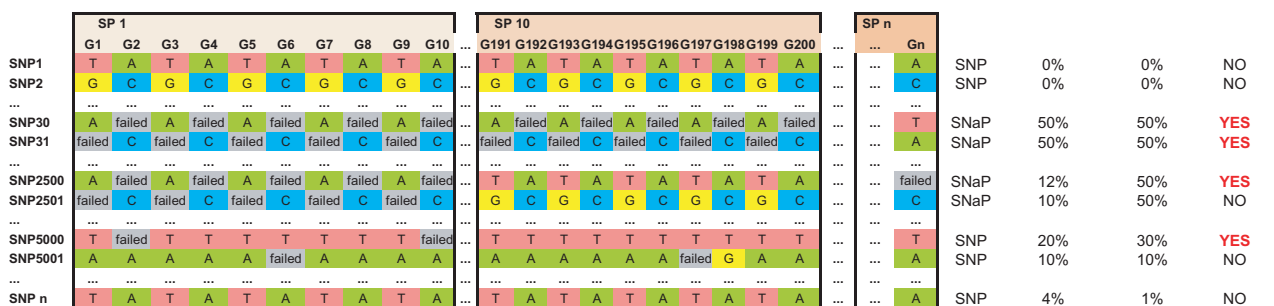 SP 1 SP 10 SP n
G1 G2 G3 G4 G5 G6 G7 G8 G9 G10 ... G191 G192 G193 G194 G195 G196 G197 G198 G199 G200 ... ... Gn
SNP1 T A T A T A T A T A ... T A T A T A T A T A ... ... A SNP 0% 0% NO
SNP2 G C G C G C G C G C ... G C G C G C G C G C ... ... C SNP 0% 0% NO
... ... ... ... ... ... ... ... ... ... ... ... ... ... ... ... ... ... ... ... ... ... ... ... ...
SNP30 A failed A failed A failed A failed A failed ... A failed A failed A failed A failed A failed ... ... T SNaP 50% 50% YES
SNP31 failed C failed C failed C failed C failed C ... failed C failed C failed C failed C failed C ... ... A SNaP 50% 50% YES
... ... ... ... ... ... ... ... ... ... ... ... ... ... ... ... ... ... ... ... ... ... ... ... ...
SNP2500 A failed A failed A failed A failed A failed ... T A T A T A T A T A ... ... failed SNaP 12% 50% YES
SNP2501 failed C failed C failed C failed C failed C ... G C G C G C G C G C ... ... C SNaP 10% 50% NO
... ... ... ... ... ... ... ... ... ... ... ... ... ... ... ... ... ... ... ... ... ... ... ... ...
SNP5000 T failed T T T T T T T failed ... T T T T T T T T T T ... ... T SNP 20% 30% YES
SNP5001 A A A A A failed A A A A ... A A A A A failed G A A ... ... A SNP 10% 10% NO
... ... ... ... ... ... ... ... ... ... ... ... ... ... ... ... ... ... ... ... ... ... ... ... ...
SNP n T A T A T A T A T A ... T A T A T A T A T A ... ... A SNP 4% 1% NO